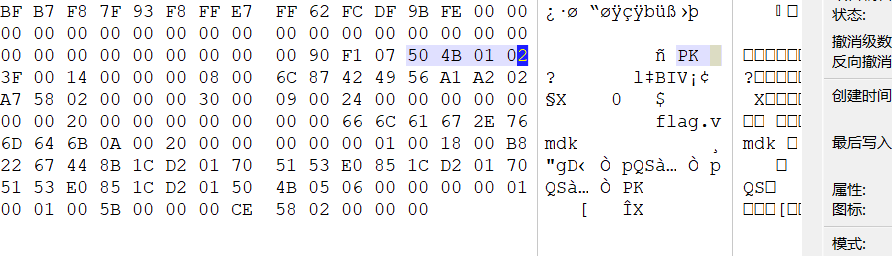 BF B7 F8 7F 93 F8 FF E7 FF 62 FC DF 9B FE 00 00 ¿·ø “øÿçÿbüß›þ
00 00 00 00 00 00 00 00 00 00 00 00 00 00 00 00
00 00 00 00 00 00 00 00 00 90 F1 07 50 4B 01 02 ñ PK
3F 00 14 00 00 00 08 00 6C 87 42 49 56 A1 A2 02 ? l‡BIV¡¢
A7 58 02 00 00 00 30 00 09 00 24 00 00 00 00 00 §X 0 $ X
00 00 20 00 00 00 00 00 00 00 66 6C 61 67 2E 76 flag.v
6D 64 6B 0A 00 20 00 00 00 00 00 01 00 18 00 B8 mdk ¸ mdk
22 67 44 8B 1C D2 01 70 51 53 E0 85 1C D2 01 70 "gD‹ Ò pQSà… Ò p
51 53 E0 85 1C D2 01 50 4B 05 06 00 00 00 00 01 QSà… Ò PK QS
00 01 00 5B 00 00 00 CE 58 02 00 00 00 [ ÎX [
状态:
撤消级数
反向撤消
创建时间
最后写入
属性:
图标:
模式: